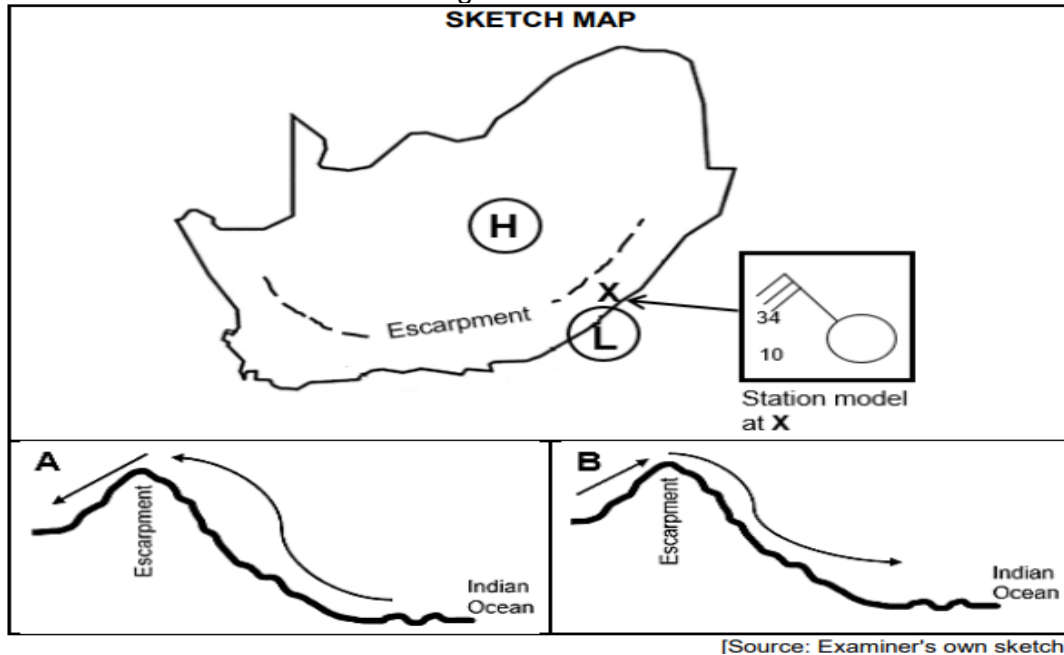 SKETCH MAP
H
Escarpment
X
L
34
10
Station model
at X
A
Escarpment
Indian
Ocean
B
Escarpment
Indian
Ocean
[Source: Examiner's own sketch